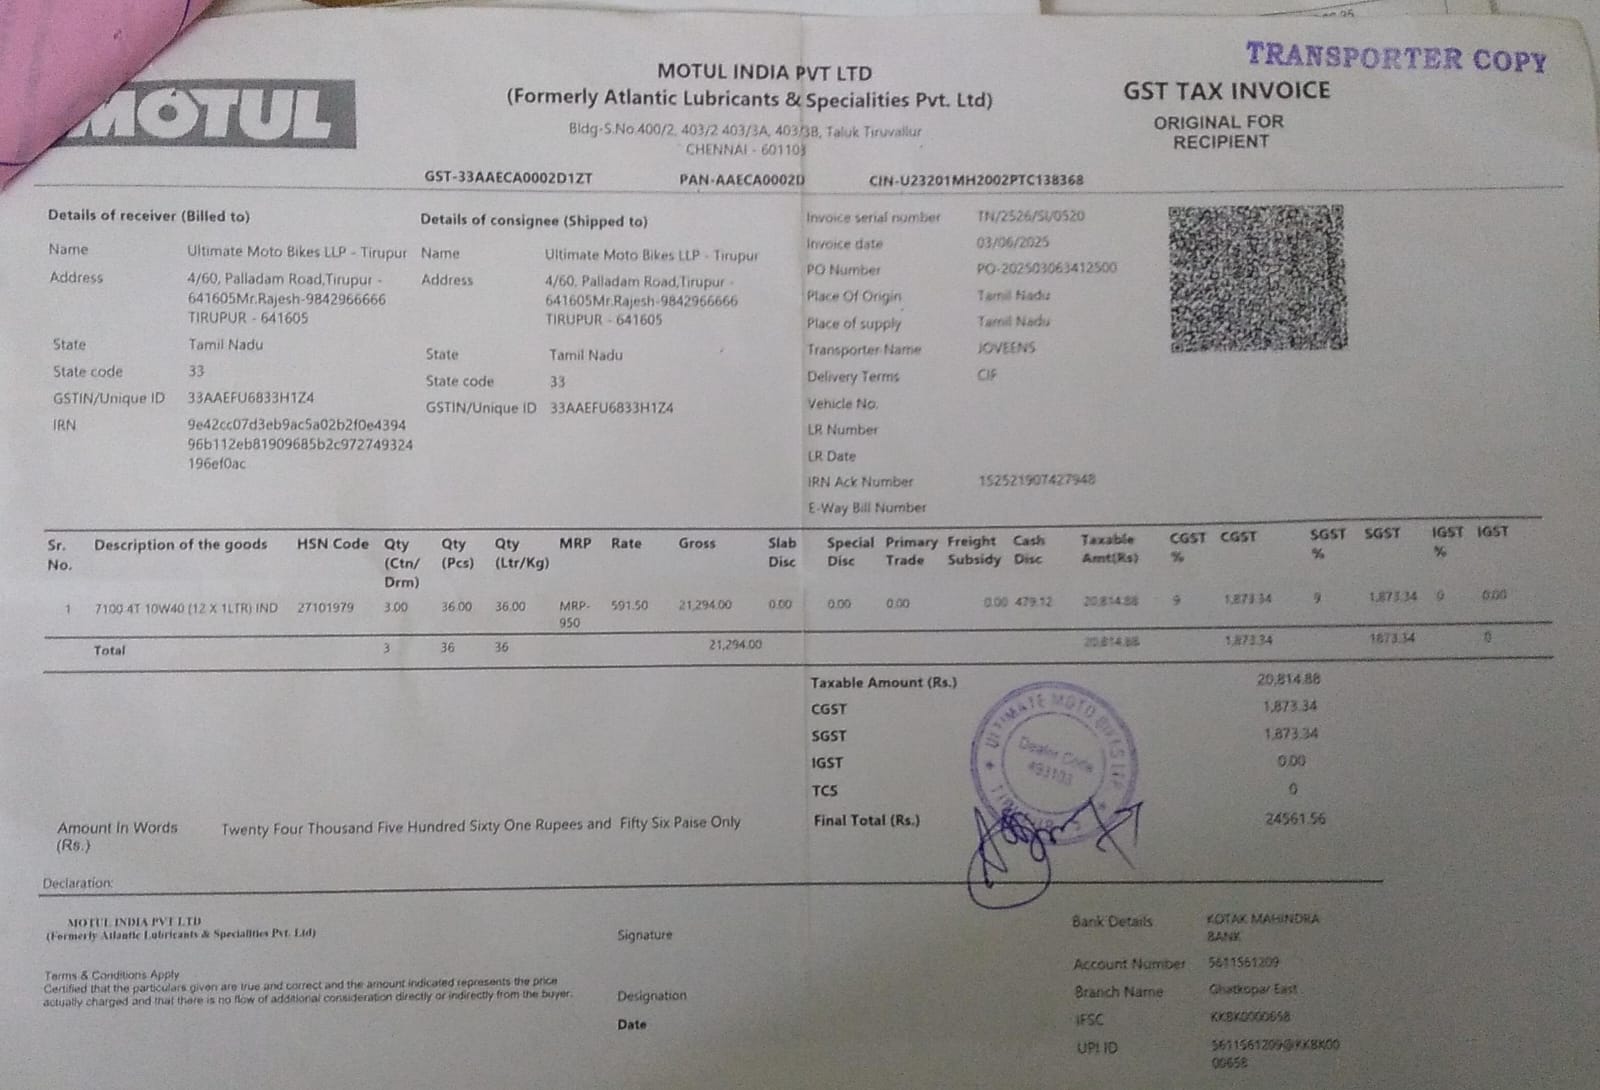 TRANSPORTER COPY
MOTUL
MOTUL INDIA PVT LTD
(Formerly Atlantic Lubricants & Specialities Pvt. Ltd)
Bldg-S.No.400/2, 403/2 403/3A, 403/3B, Taluk Tiruvallur
CHENNAI - 601103
GST TAX INVOICE
ORIGINAL FOR
RECIPIENT
GST-33AAECA0002D1ZT PAN-AAECA0002D CIN-U23201MH2002PTC138368
Details of receiver (Billed to)
Name Ultimate Moto Bikes LLP - Tirupur
Address 4/60, Palladam Road,Tirupur -
641605Mr.Rajesh-9842966666
TIRUPUR - 641605
State Tamil Nadu
State code 33
GSTIN/Unique ID 33AAEFU6833H1Z4
IRN 9e42cc07d3eb9ac5a02b2f0e4394
96b112eb81909685b2c972749324
196ef0ac
Details of consignee (Shipped to)
Name Ultimate Moto Bikes LLP - Tirupur
Address 4/60, Palladam Road,Tirupur -
641605Mr.Rajesh-9842966666
TIRUPUR - 641605
State Tamil Nadu
State code 33
GSTIN/Unique ID 33AAEFU6833H1Z4
Invoice serial number TN/2526/SI/0520
Invoice date 03/06/2025
PO Number PO-202503063412500
Place Of Origin Tamil Nadu
Place of supply Tamil Nadu
Transporter Name JOVEENS
Delivery Terms CIF
Vehicle No.
LR Number
LR Date
IRN Ack Number 152521907427948
E-Way Bill Number
Sr. Description of the goods HSN Code Qty Qty Qty MRP Rate Gross Slab Special Primary Freight Cash Taxable CGST CGST SGST SGST IGST IGST
No. (Ctn/ (Pcs) (Ltr/Kg) Disc Disc Trade Subsidy Disc Amt(Rs) % % %
Drm)
1 7100 4T 10W40 (12 X 1LTR) IND 27101979 3.00 36.00 36.00 MRP- 591.50 21,294.00 0.00 0.00 0.00 0.00 479.12 20,814.88 9 1,873.34 9 1,873.34 0 0.00
950
Total 3 36 36 21,294.00 20,814.88 1,873.34 1873.34 0
Taxable Amount (Rs.) 20,814.88
CGST 1,873.34
SGST 1,873.34
IGST 0.00
TCS 0
Final Total (Rs.) 24561.56
ULTIMATE MOTO BIKES LLP
Dealer Code
Amount In Words Twenty Four Thousand Five Hundred Sixty One Rupees and Fifty Six Paise Only
(Rs.)
Declaration:
MOTUL INDIA PVT LTD
(Formerly Atlantic Lubricants & Specialities Pvt. Ltd)
Terms & Conditions Apply
Certified that the particulars given are true and correct and the amount indicated represents the price
actually charged and that there is no flow of additional consideration directly or indirectly from the buyer.
Signature
Designation
Date
Bank Details KOTAK MAHINDRA
BANK
Account Number 5611561209
Branch Name Ghatkopar East
IFSC KKBK0000658
UPI ID 5611561209@KKBK00
00658